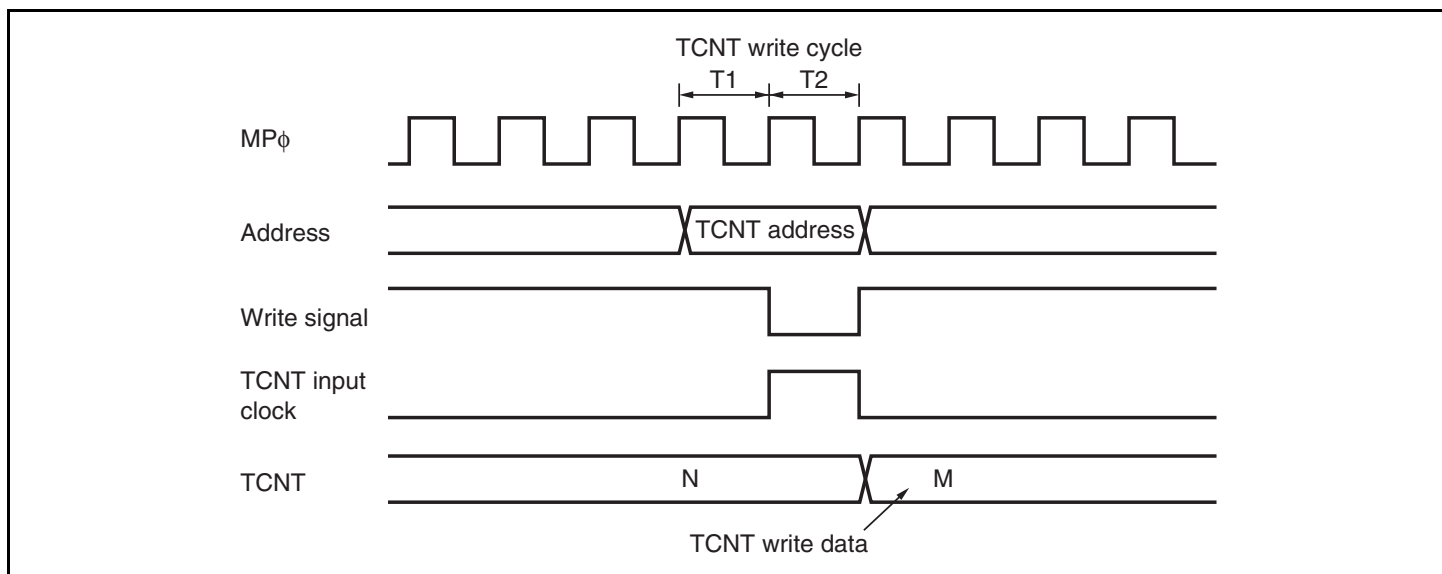 TCNT write cycle
T1 T2
MPϕ
Address
TCNT address
Write signal
TCNT input
clock
TCNT
N
M
TCNT write data